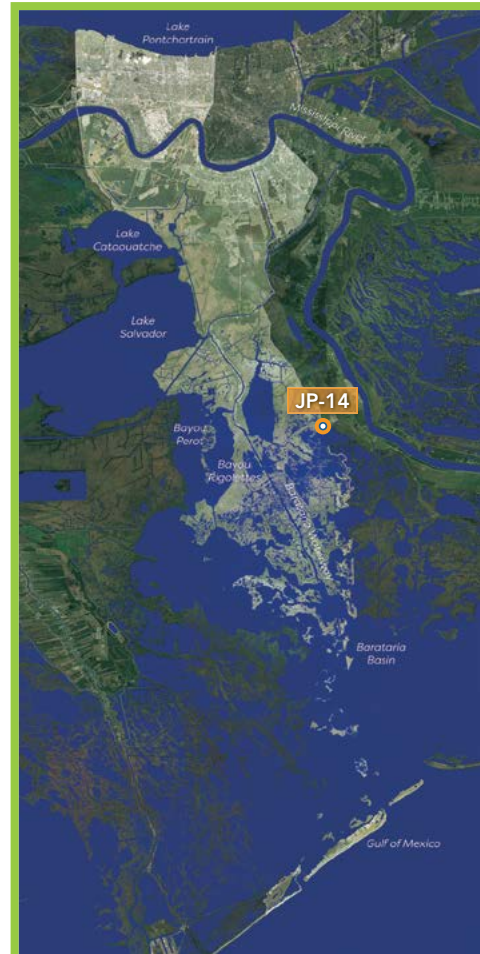 Lake
Pontchartrain
Mississippi River
Lake
Cataouatche
Lake
Salvador
JP-14
Bayou
Perot
Bayou
Rigolettes
Barataria Waterway
Barataria
Basin
Gulf of Mexico